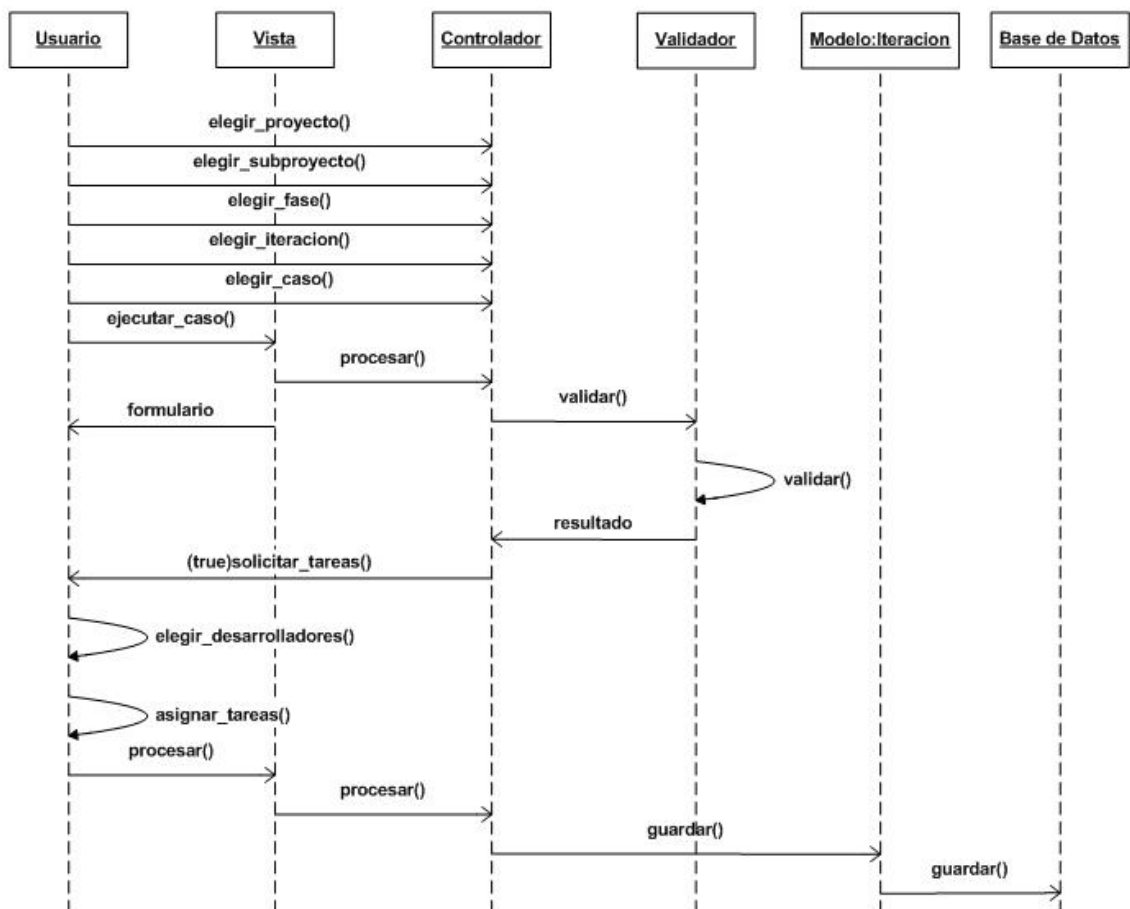 Usuario
Vista
Controlador
Validador
Modelo:Iteracion
Base de Datos
elegir_proyecto()
elegir_subproyecto()
elegir_fase()
elegir_iteracion()
elegir_caso()
ejecutar_caso()
procesar()
validar()
formulario
validar()
resultado
(true)solicitar_tareas()
elegir_desarrolladores()
asignar_tareas()
procesar()
procesar()
guardar()
guardar()